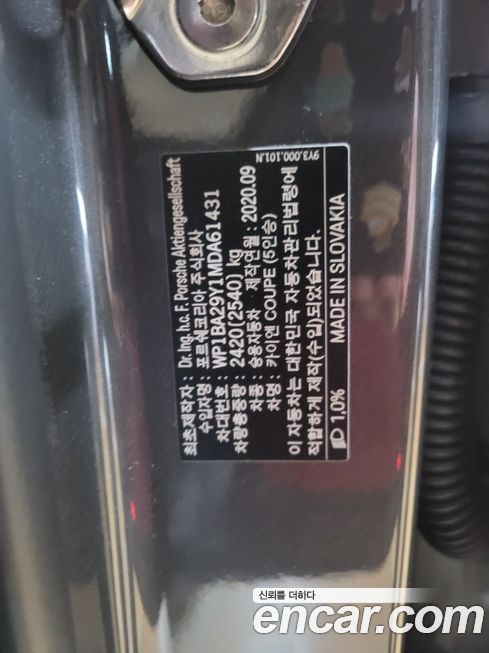 최초제작자 : Dr. Ing. h.c. F. Porsche Aktiengesellschaft
수입자명 : 포르쉐코리아 주식회사
차대번호 : WP1BA29Y1MDA61431
차량총중량 : 2420(2540) kg
차종 : 승용자동차 제작연월 : 2020.09
차명 : 카이엔 COUPE (5인승)
이 자동차는 대한민국 자동차관리법령에
적합하게 제작(수입)되었습니다.
1,0% MADE IN SLOVAKIA
9Y3.000.101.N
신뢰를 더하다
encar.com